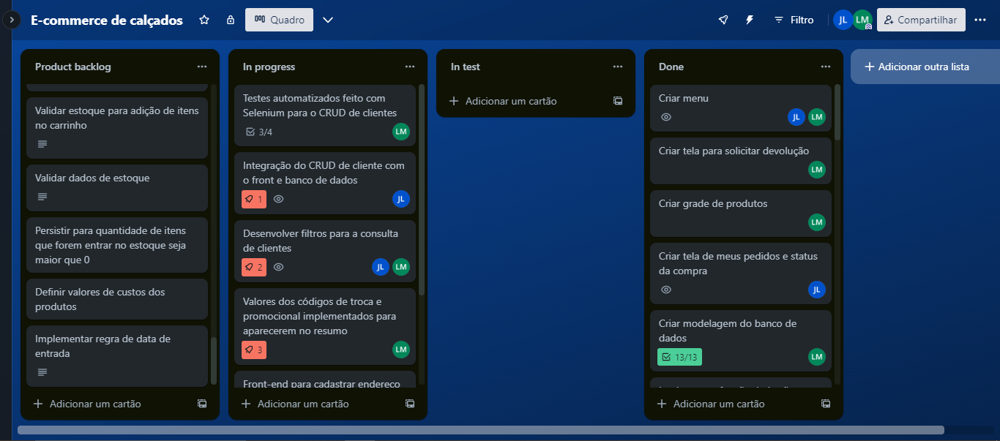 E-commerce de calçados
Quadro
Filtro
JL
LM
Compartilhar
Product backlog
Validar estoque para adição de itens
no carrinho
Validar dados de estoque
Persistir para quantidade de itens
que forem entrar no estoque seja
maior que 0
Definir valores de custos dos
produtos
Implementar regra de data de
entrada
Adicionar um cartão
In progress
Testes automatizados feito com
Selenium para o CRUD de clientes
3/4
LM
Integração do CRUD de cliente com
o front e banco de dados
1
JL
Desenvolver filtros para a consulta
de clientes
2
JL
LM
Valores dos códigos de troca e
promocional implementados para
aparecerem no resumo
3
LM
Front-end para cadastrar endereço
Adicionar um cartão
In test
Adicionar um cartão
Done
Criar menu
JL
LM
Criar tela para solicitar devolução
LM
Criar grade de produtos
LM
Criar tela de meus pedidos e status
da compra
JL
Criar modelagem do banco de
dados
13/13
LM
Adicionar um cartão
Adicionar outra lista